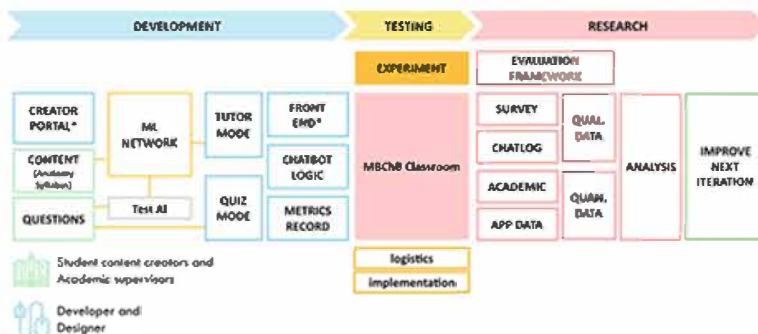 DEVELOPMENT
TESTING
RESEARCH
EXPERIMENT
EVALUATION
FRAMEWORK
CREATOR
PORTAL*
CONTENT
(Anatomy
Syllabus)
QUESTIONS
ML
NETWORK
Test AI
TUTOR
MODE
QUIZ
MODE
FRONT
END*
CHATBOT
LOGIC
METRICS
RECORD
MBChB Classroom
logistics
implementation
SURVEY
CHATLOG
ACADEMIC
APP DATA
QUAL.
DATA
QUAN.
DATA
ANALYSIS
IMPROVE
NEXT
ITERATION
Student content creators and
Academic supervisors
Developer and
Designer